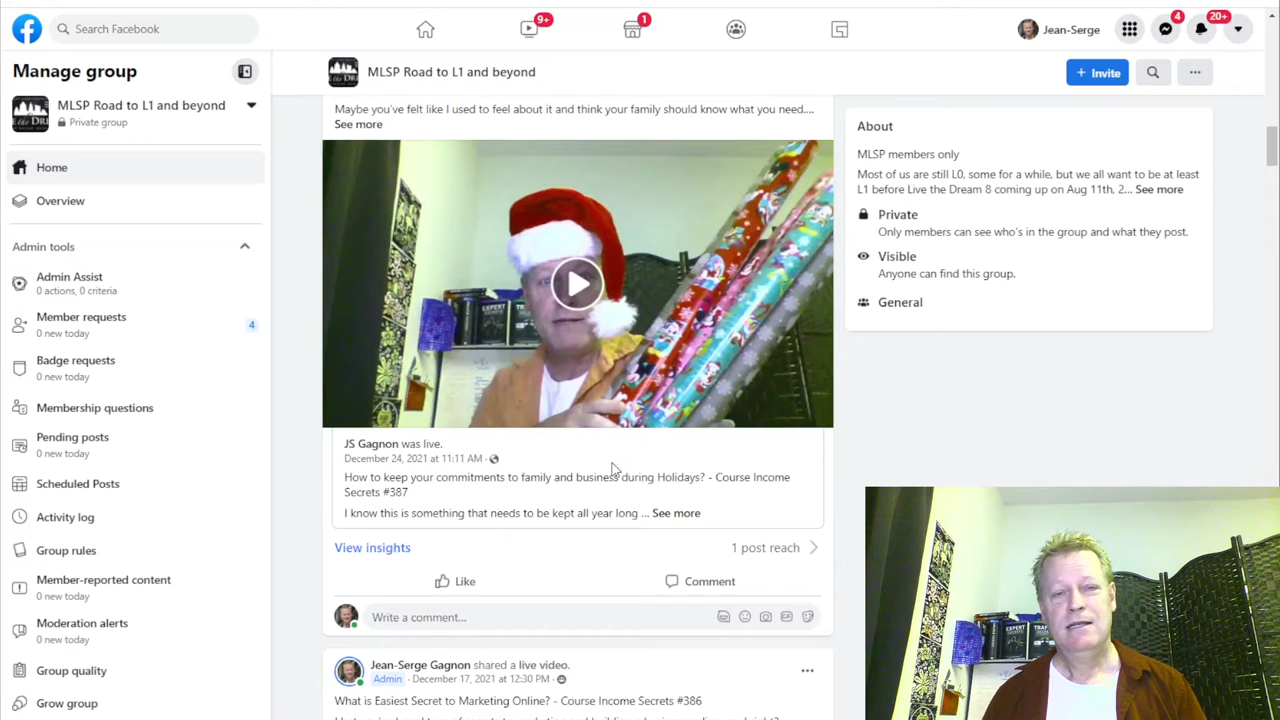 Search Facebook
9+
1
Jean-Serge
4
20+
Manage group
MLSP Road to L1 and beyond
Private group
Home
Overview
Admin tools
Admin Assist
0 actions, 0 criteria
Member requests
0 new today
4
Badge requests
0 new today
Membership questions
Pending posts
0 new today
Scheduled Posts
Activity log
Group rules
Member-reported content
0 new today
Moderation alerts
0 new today
Group quality
Grow group
MLSP Road to L1 and beyond
+ Invite
Maybe you've felt like I used to feel about it and think your family should know what you need....
See more
EXPERT
SECRETS
JS Gagnon was live.
December 24, 2021 at 11:11 AM ·
How to keep your commitments to family and business during Holidays? - Course Income
Secrets #387
I know this is something that needs to be kept all year long ... See more
View insights
1 post reach
Like
Comment
Write a comment...
Jean-Serge Gagnon shared a live video.
Admin · December 17, 2021 at 12:30 PM ·
What is Easiest Secret to Marketing Online? - Course Income Secrets #386
About
MLSP members only
Most of us are still L0, some for a while, but we all want to be at least
L1 before Live the Dream 8 coming up on Aug 11th, 2... See more
Private
Only members can see who's in the group and what they post.
Visible
Anyone can find this group.
General